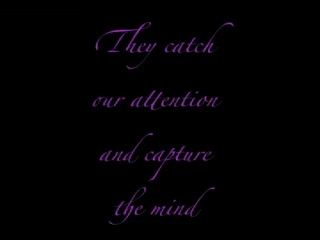 They catch
our attention
and capture
the mind